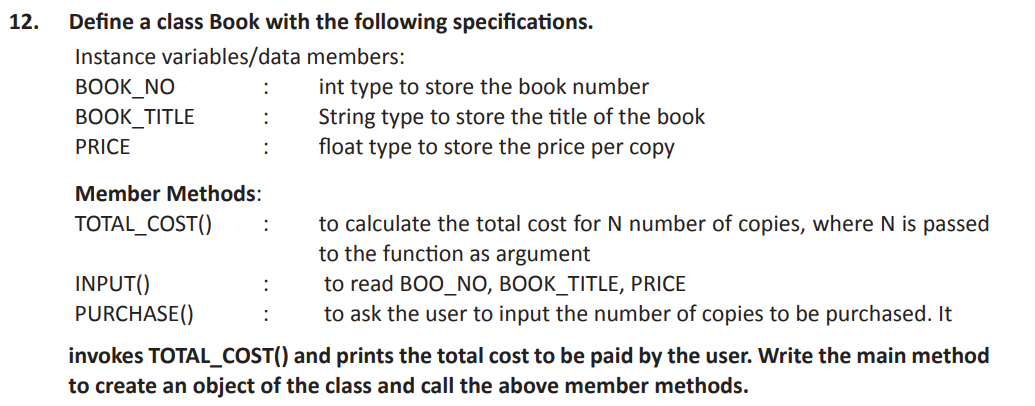 12. Define a class Book with the following specifications.
Instance variables/data members:
BOOK_NO : int type to store the book number
BOOK_TITLE : String type to store the title of the book
PRICE : float type to store the price per copy
Member Methods:
TOTAL_COST() : to calculate the total cost for N number of copies, where N is passed
to the function as argument
INPUT() : to read BOO_NO, BOOK_TITLE, PRICE
PURCHASE() : to ask the user to input the number of copies to be purchased. It
invokes TOTAL_COST() and prints the total cost to be paid by the user. Write the main method
to create an object of the class and call the above member methods.